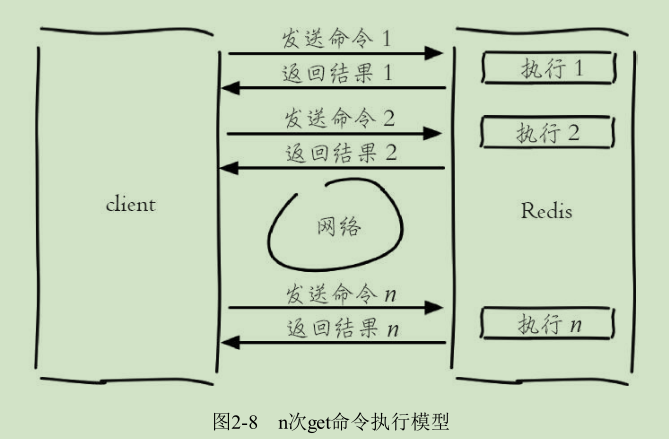 发送命令 1
执行 1
返回结果 1
发送命令 2
执行 2
返回结果 2
client
网络
Redis
发送命令 n
执行 n
返回结果 n
图2-8 n次get命令执行模型